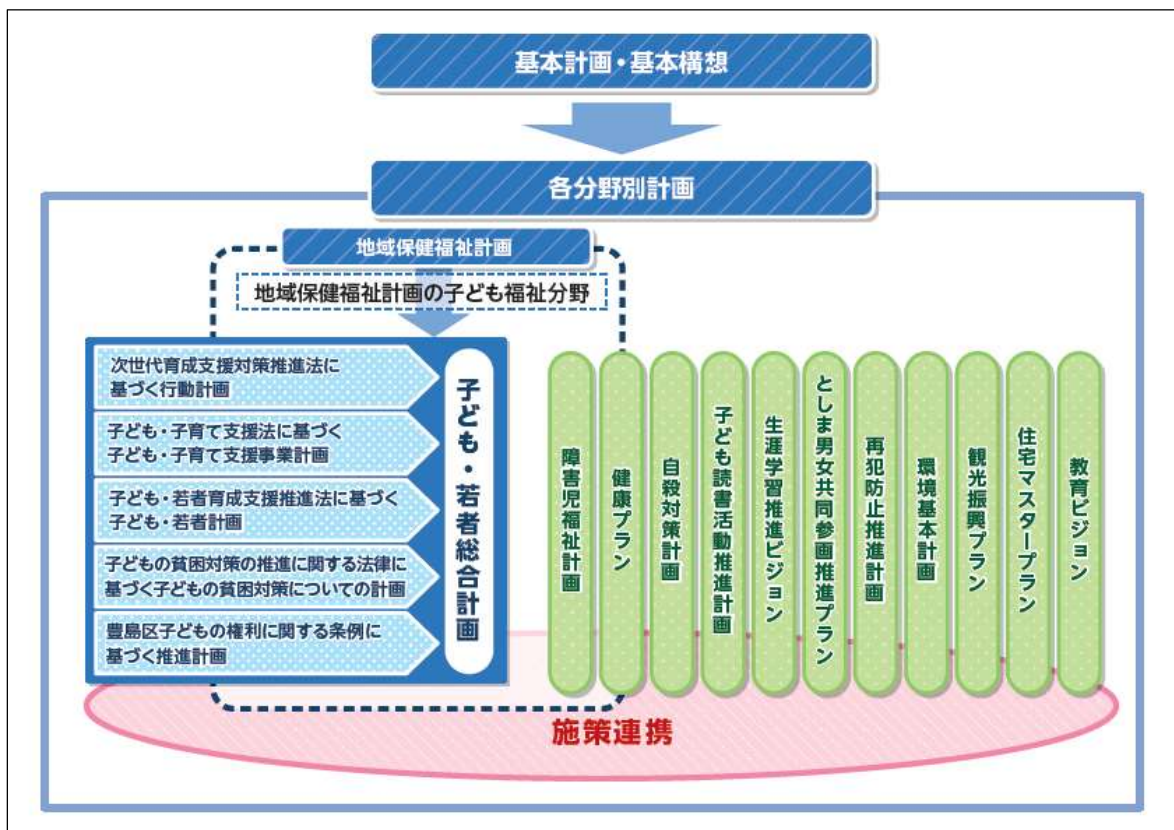 基本計画・基本構想
各分野別計画
地域保健福祉計画
地域保健福祉計画の子ども福祉分野
次世代育成支援対策推進法に
基づく行動計画
子ども・子育て支援法に基づく
子ども・子育て支援事業計画
子ども・若者育成支援推進法に基づく
子ども・若者計画
子どもの貧困対策の推進に関する法律に
基づく子どもの貧困対策についての計画
豊島区子どもの権利に関する条例に
基づく推進計画
子ども・若者総合計画
障害児福祉計画
健康プラン
自殺対策計画
子ども読書活動推進計画
生涯学習推進ビジョン
としま男女共同参画推進プラン
再犯防止推進計画
環境基本計画
観光振興プラン
住宅マスタープラン
教育ビジョン
施策連携